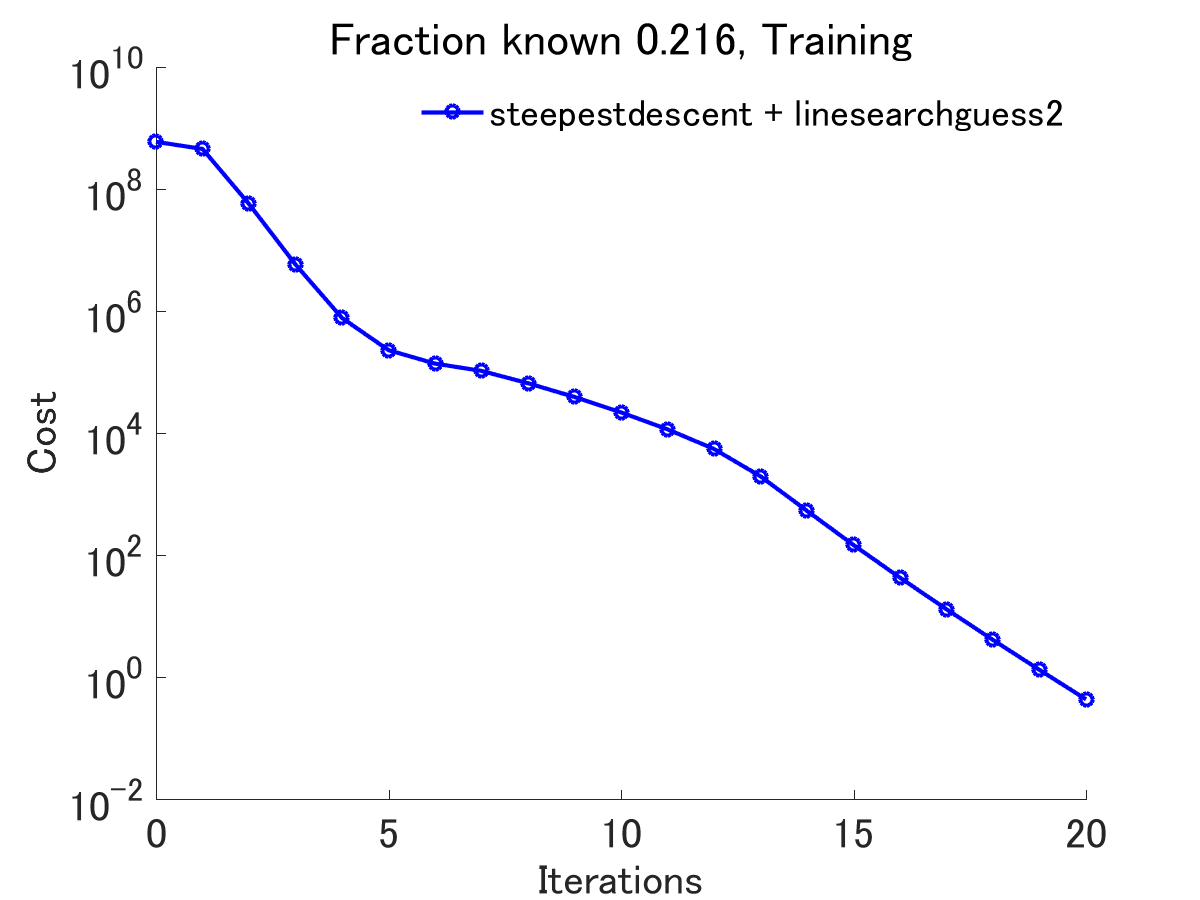 Fraction known 0.216, Training
steepestdescent + linesearchguess2
10^10
10^8
10^6
10^4
10^2
10^0
10^-2
Cost
0 5 10 15 20
Iterations